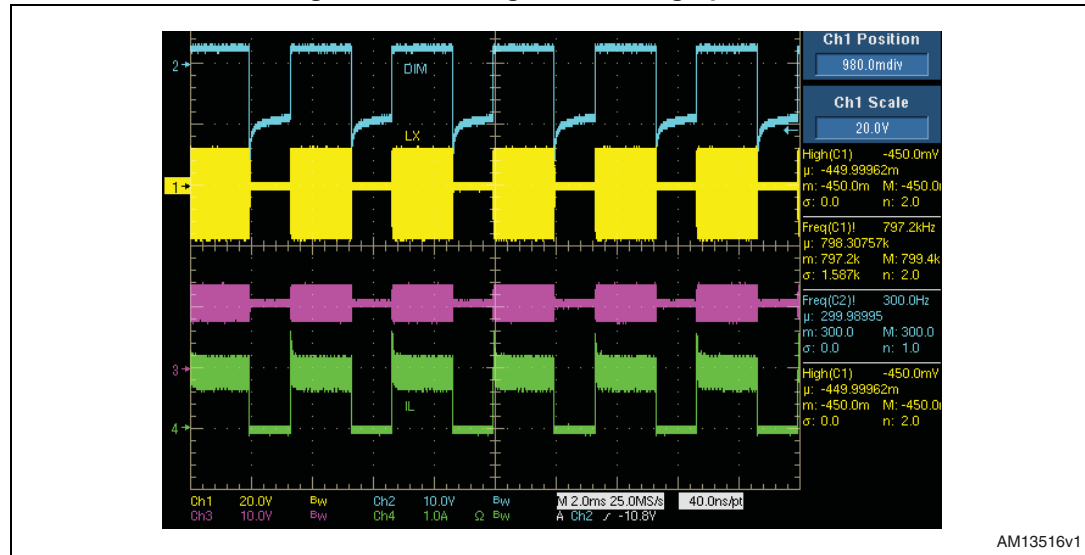 Ch1 Position
980.0mdiv
Ch1 Scale
20.0V
High(C1) -450.0mV
µ: -449.99962m
m: -450.0m M: -450.0
σ: 0.0 n: 2.0
Freq(C1)! 797.2kHz
µ: 798.30757k
m: 797.2k M: 799.4k
σ: 1.587k n: 2.0
Freq(C2)! 300.0Hz
µ: 299.98995
m: 300.0 M: 300.0
σ: 0.0 n: 1.0
High(C1) -450.0mV
µ: -449.99962m
m: -450.0m M: -450.0
σ: 0.0 n: 2.0
2
DIM
LX
1
3
IL
4
Ch1 20.0V Bw Ch2 10.0V Bw M 2.0ms 25.0MS/s 40.0ns/pt
Ch3 10.0V Bw Ch4 1.0A Ω Bw A Ch2 -10.8V
AM13516v1